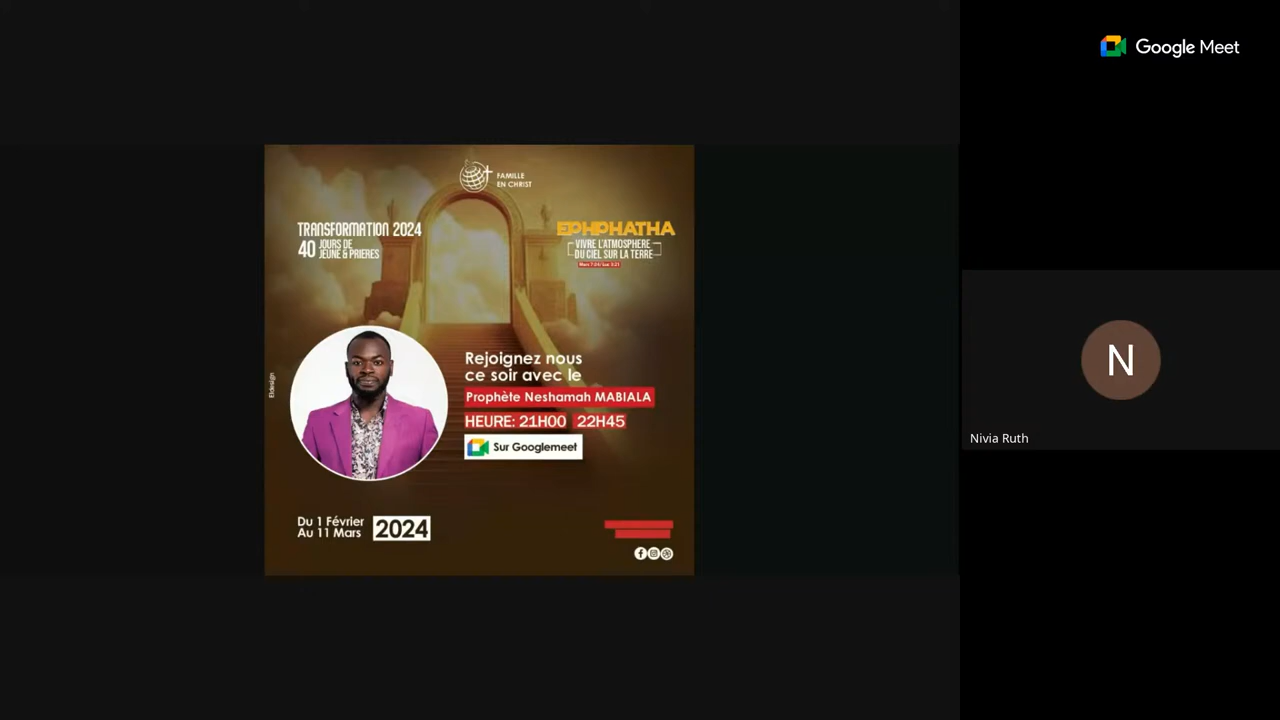 Google Meet
FAMILLE
EN CHRIST
TRANSFORMATION 2024
40 JOURS DE
JEÛNE & PRIERES
EPHPHATHA
VIVRE L'ATMOSPHERE
DU CIEL SUR LA TERRE
Eldesign
Rejoignez nous
ce soir avec le
Prophète Neshamah MABIALA
HEURE: 21H00 22H45
Sur Googlemeet
Du 1 Février
Au 11 Mars 2024
N
Nivia Ruth